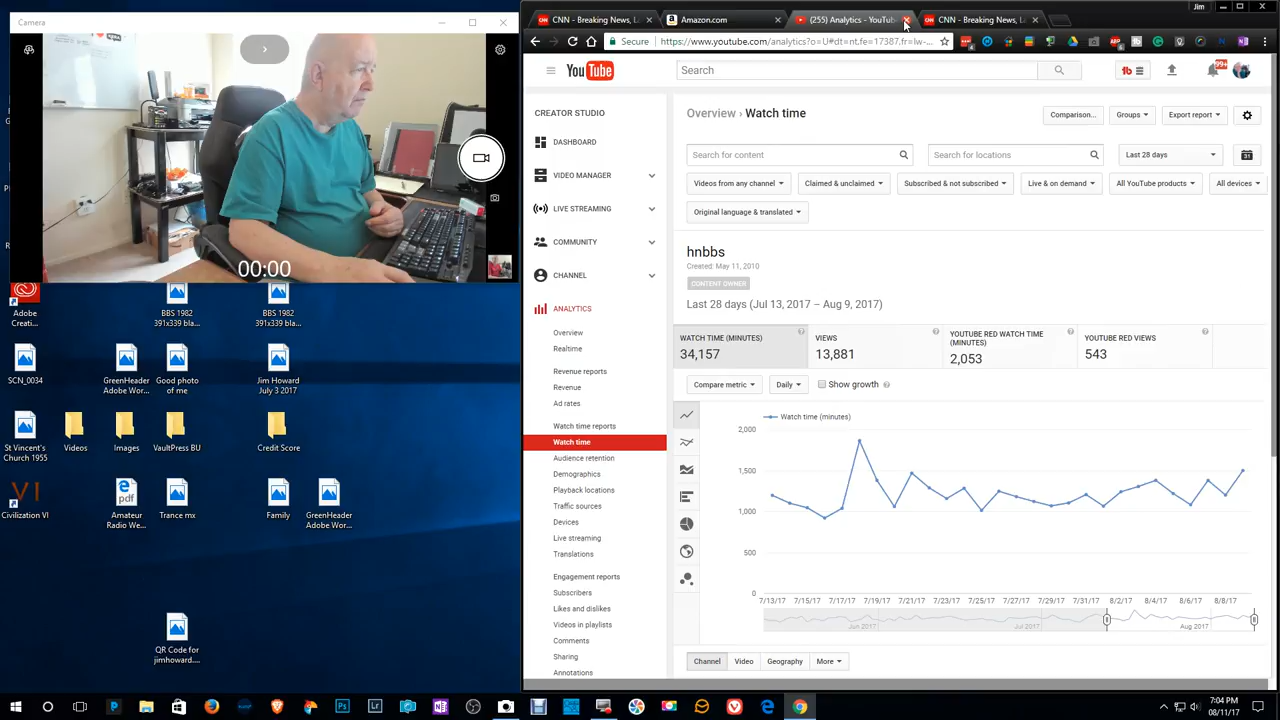 Camera
00:00
Adobe
Creati...
BBS 1982
391x339 bla...
BBS 1982
391x339 bla...
SCN_0034
GreenHeader
Adobe Wor...
Good photo
of me
Jim Howard
July 3 2017
St Vincent's
Church 1955
Videos
Images
VaultPress BU
Credit Score
Civilization VI
Amateur
Radio We...
Trance mx
Family
GreenHeader
Adobe Wor...
QR Code for
jimhoward....
Jim
CNN - Breaking News, L
Amazon.com
(255) Analytics - YouTub
CNN - Breaking News, L
Secure
https://www.youtube.com/analytics?o=U#dt=nt,fe=17387,fr=lw-...
YouTube
Search
99+
CREATOR STUDIO
DASHBOARD
VIDEO MANAGER
LIVE STREAMING
COMMUNITY
CHANNEL
ANALYTICS
Overview
Realtime
Revenue reports
Revenue
Ad rates
Watch time reports
Watch time
Audience retention
Demographics
Playback locations
Traffic sources
Devices
Live streaming
Translations
Engagement reports
Subscribers
Likes and dislikes
Videos in playlists
Comments
Sharing
Annotations
Overview › Watch time
Comparison...
Groups
Export report
Search for content
Search for locations
Last 28 days
Videos from any channel
Claimed & unclaimed
Subscribed & not subscribed
Live & on demand
All YouTube products
All devices
Original language & translated
hnbbs
Created: May 11, 2010
CONTENT OWNER
Last 28 days (Jul 13, 2017 – Aug 9, 2017)
WATCH TIME (MINUTES)
34,157
VIEWS
13,881
YOUTUBE RED WATCH TIME
(MINUTES)
2,053
YOUTUBE RED VIEWS
543
Compare metric
Daily
Show growth
Watch time (minutes)
2,000
1,500
1,000
500
0
7/13/17 7/15/17 7/17/17 7/19/17 7/21/17 7/23/17 7/25/17 7/27/17 7/29/17 7/31/17 8/2/17 8/4/17 8/6/17 8/8/17
Jun 2017
Jul 2017
Aug 2017
Channel
Video
Geography
More
7:04 PM
08/11/17